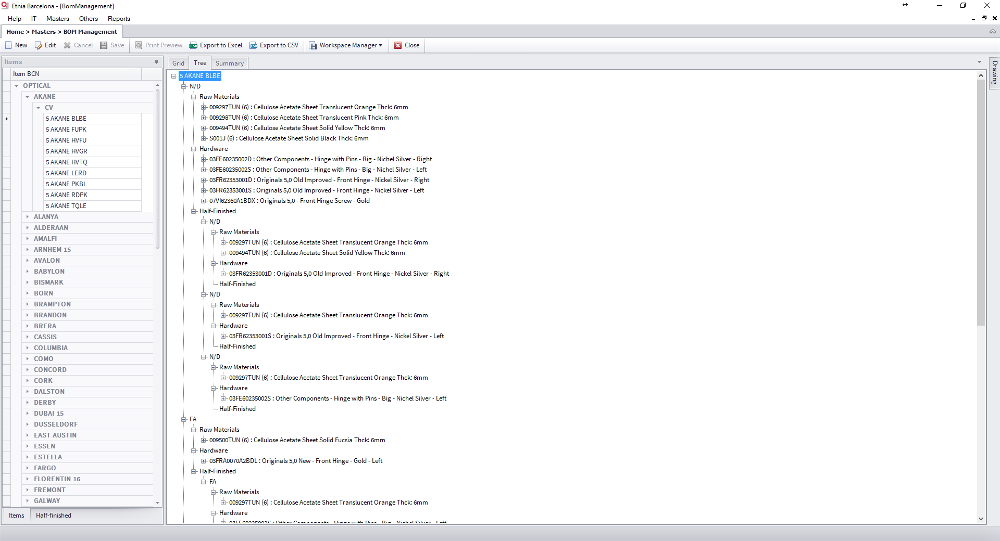 Etnia Barcelona - [BomManagement]
Help IT Masters Others Reports
Home > Masters > BOM Management
New Edit Cancel Save Print Preview Export to Excel Export to CSV Workspace Manager Close
Items
Item BCN
OPTICAL
AKANE
CV
5 AKANE BLBE
5 AKANE FUPK
5 AKANE HVFU
5 AKANE HVGR
5 AKANE HVTQ
5 AKANE LERD
5 AKANE PKBL
5 AKANE RDPK
5 AKANE TQLE
ALANYA
ALDERAAN
AMALFI
ARNHEM 15
AVALON
BABYLON
BISMARK
BORN
BRAMPTON
BRANDON
BRERA
CASSIS
COLUMBIA
COMO
CONCORD
CORK
DALSTON
DERBY
DUBAI 15
DUSSELDORF
EAST AUSTIN
ESSEN
ESTELLA
FARGO
FLORENTIN 16
FREMONT
GALWAY
Items Half-finished
Grid Tree Summary
5 AKANE BLBE
N/D
Raw Materials
009297TUN (6) : Cellulose Acetate Sheet Translucent Orange Thck: 6mm
009298TUN (6) : Cellulose Acetate Sheet Translucent Pink Thck: 6mm
009494TUN (6) : Cellulose Acetate Sheet Solid Yellow Thck: 6mm
S001J (6) : Cellulose Acetate Sheet Solid Black Thck: 6mm
Hardware
03FE60235002D : Other Components - Hinge with Pins - Big - Nichel Silver - Right
03FE60235002S : Other Components - Hinge with Pins - Big - Nichel Silver - Left
03FR62353001D : Originals 5,0 Old Improved - Front Hinge - Nickel Silver - Right
03FR62353001S : Originals 5,0 Old Improved - Front Hinge - Nickel Silver - Left
07VI62360A1BDX : Originals 5,0 - Front Hinge Screw - Gold
Half-Finished
N/D
Raw Materials
009297TUN (6) : Cellulose Acetate Sheet Translucent Orange Thck: 6mm
009494TUN (6) : Cellulose Acetate Sheet Solid Yellow Thck: 6mm
Hardware
03FR62353001D : Originals 5,0 Old Improved - Front Hinge - Nickel Silver - Right
Half-Finished
N/D
Raw Materials
009297TUN (6) : Cellulose Acetate Sheet Translucent Orange Thck: 6mm
Hardware
03FR62353001S : Originals 5,0 Old Improved - Front Hinge - Nickel Silver - Left
Half-Finished
N/D
Raw Materials
009297TUN (6) : Cellulose Acetate Sheet Translucent Orange Thck: 6mm
Hardware
03FE60235002S : Other Components - Hinge with Pins - Big - Nichel Silver - Left
Half-Finished
FA
Raw Materials
009500TUN (6) : Cellulose Acetate Sheet Solid Fucsia Thck: 6mm
Hardware
03FRA0070A2BDL : Originals 5,0 New - Front Hinge - Gold - Left
Half-Finished
FA
Raw Materials
009297TUN (6) : Cellulose Acetate Sheet Translucent Orange Thck: 6mm
Hardware
03FE60235002S : Other Components - Hinge with Pins - Big - Nichel Silver - Left
Drawing